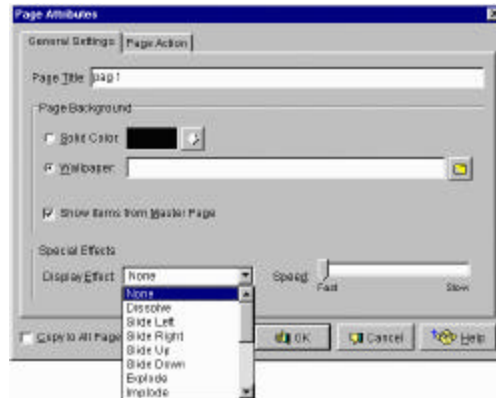 Page Attributes
General Settings Page Action
Page Title pag1
Page Background
Solid Color
Wallpaper:
Show items from Master Page
Special Effects
Display Effect None Speed:
Fast Slow
None
Dissolve
Slide Left
Slide Right
Slide Up
Slide Down
Explode
Implode
Copy to All Page OK Cancel Help